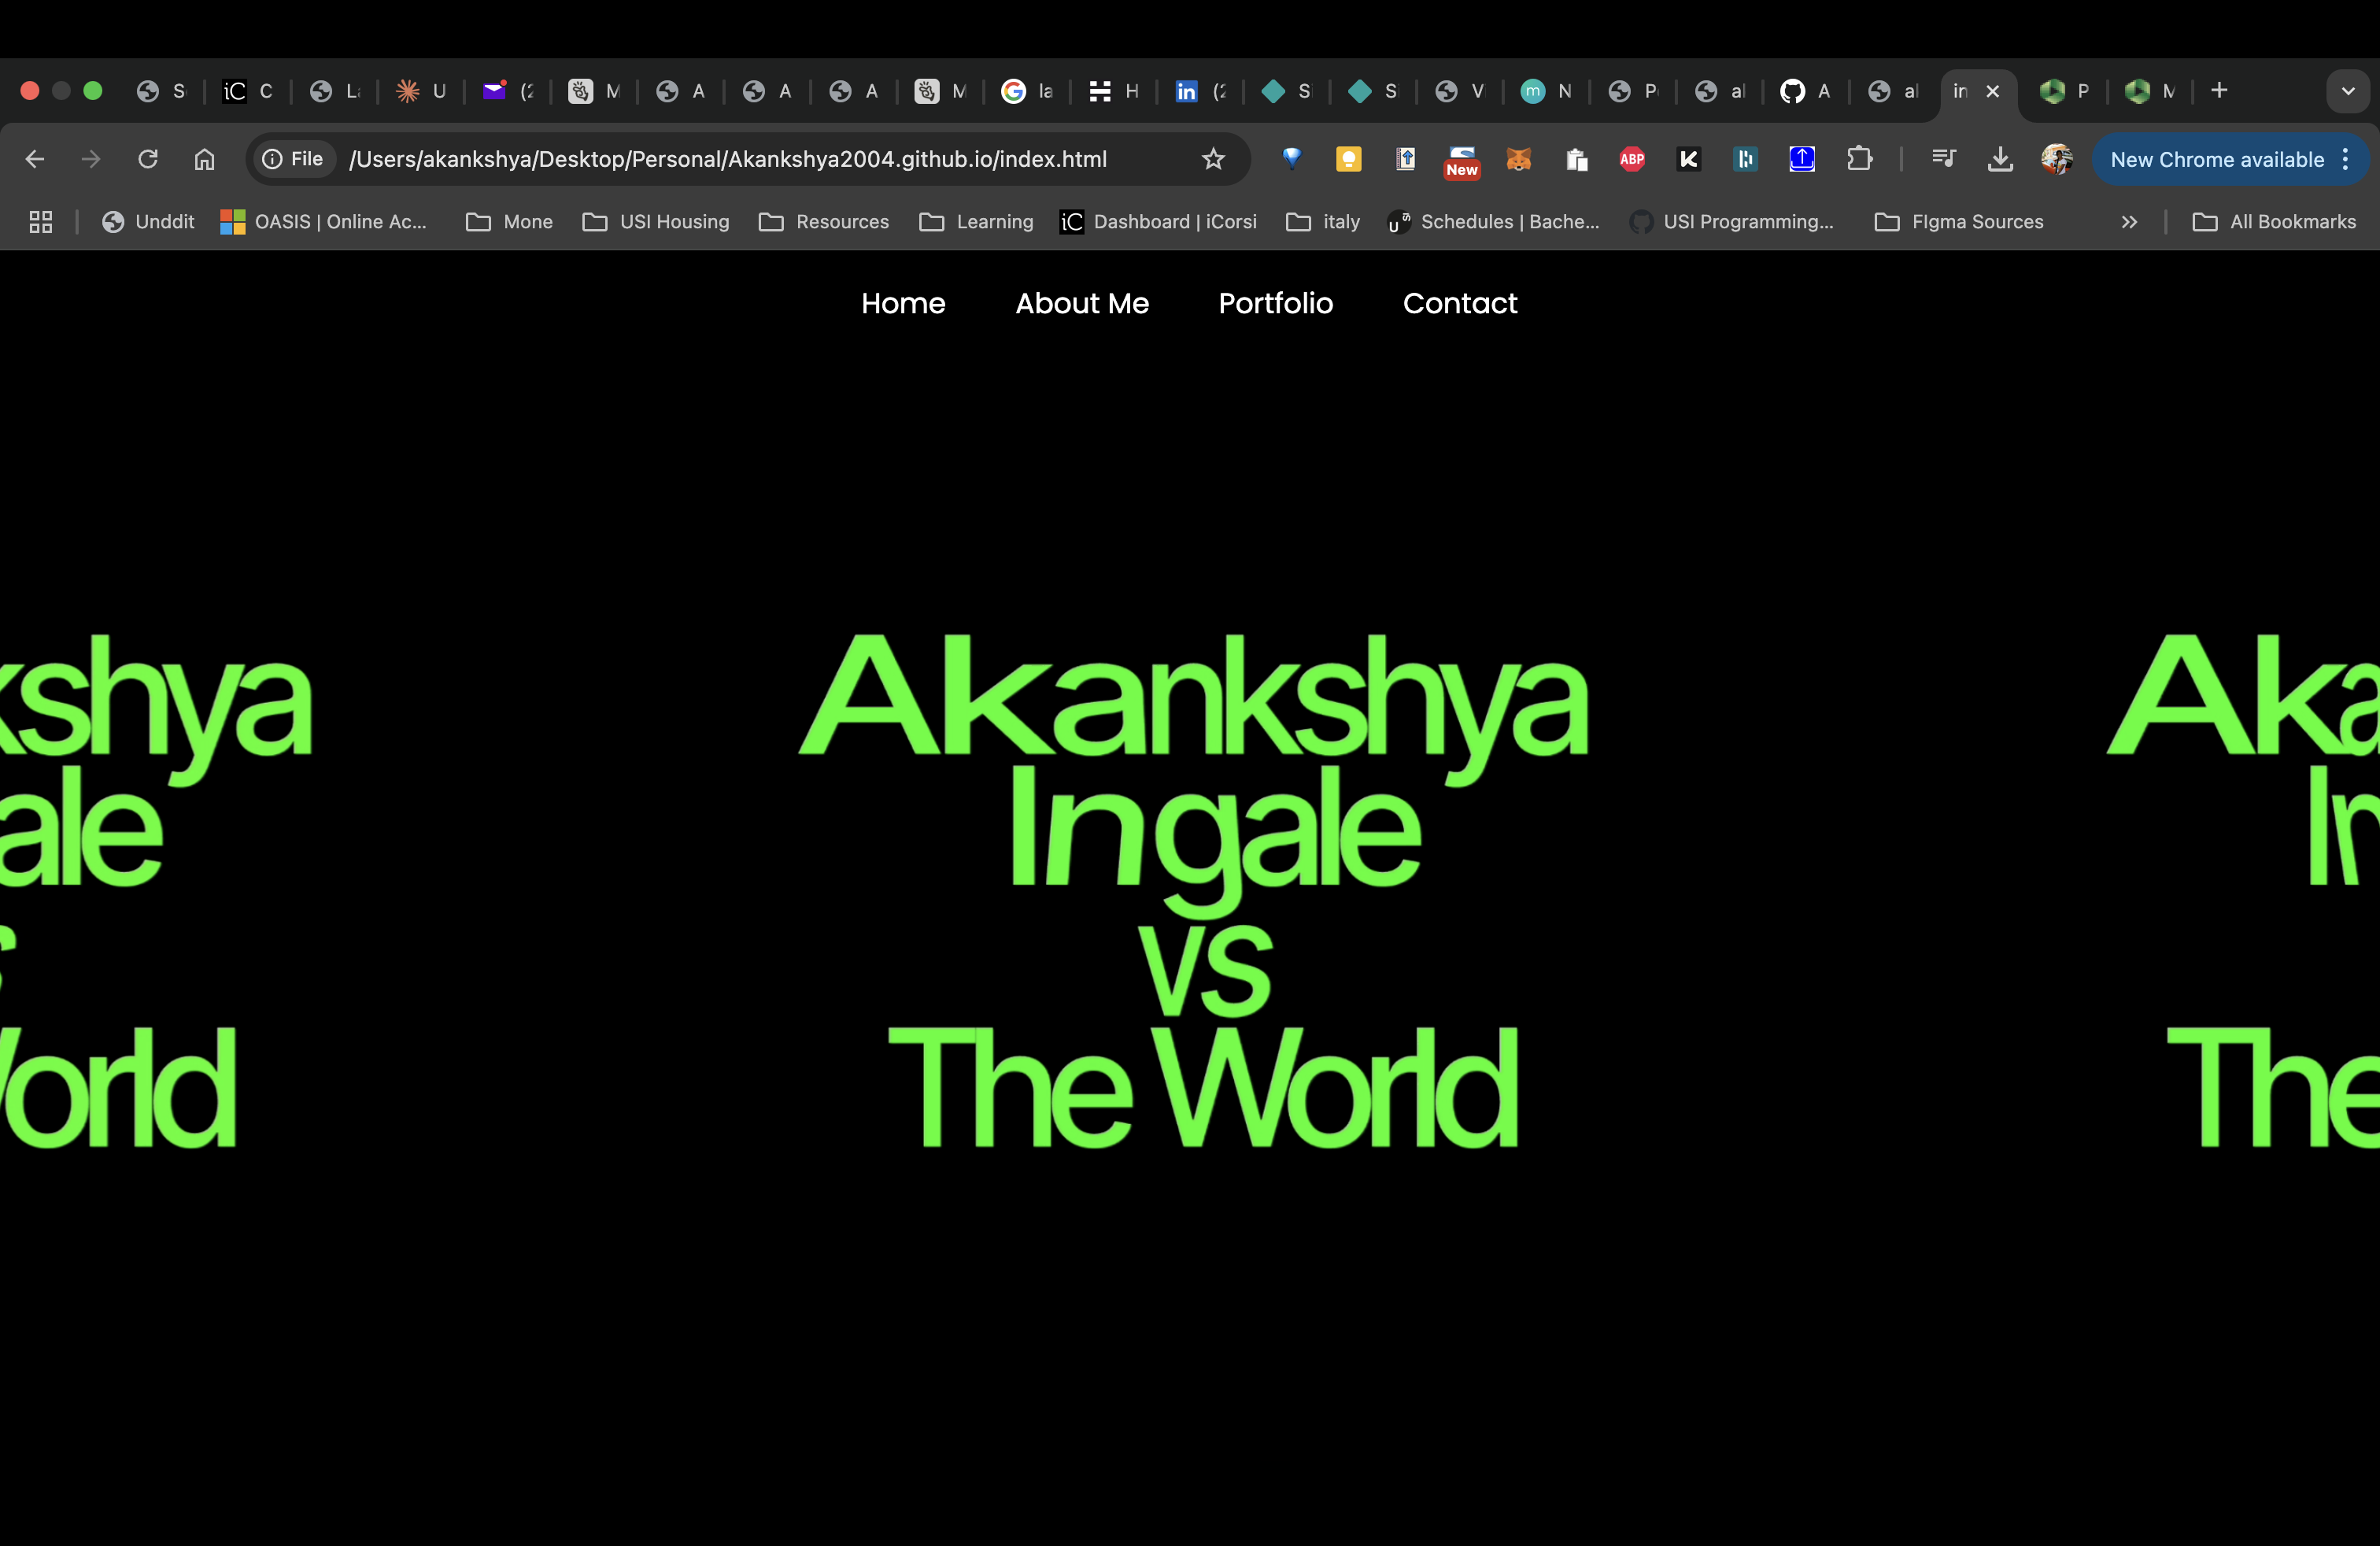 S iC C L U (2 M A A A M G la H in (2 S S V m N P al A al in P M
File /Users/akankshya/Desktop/Personal/Akankshya2004.github.io/index.html New ABP K New Chrome available
Unddit OASIS | Online Ac... Mone USI Housing Resources Learning iC Dashboard | iCorsi italy Schedules | Bache... USI Programming... FIgma Sources All Bookmarks
Home About Me Portfolio Contact
kshya Akankshya Aka
ale Ingale In
s vs
World The World The